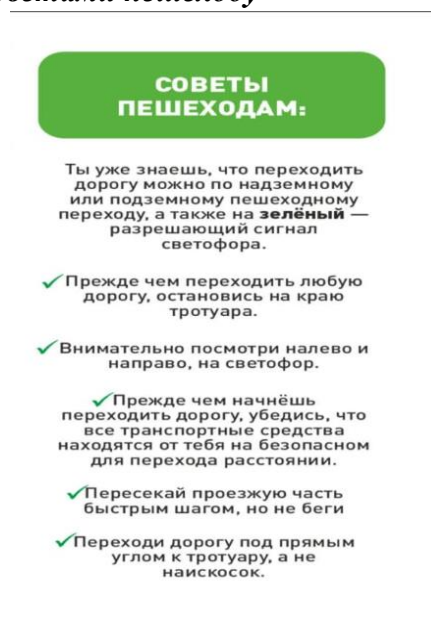 пешеходу
СОВЕТЫ
ПЕШЕХОДАМ:
Ты уже знаешь, что переходить
дорогу можно по надземному
или подземному пешеходному
переходу, а также на зелёный —
разрешающий сигнал
светофора.
Прежде чем переходить любую
дорогу, остановись на краю
тротуара.
Внимательно посмотри налево и
направо, на светофор.
Прежде чем начнёшь
переходить дорогу, убедись, что
все транспортные средства
находятся от тебя на безопасном
для перехода расстоянии.
Пересекай проезжую часть
быстрым шагом, но не беги
Переходи дорогу под прямым
углом к тротуару, а не
наискосок.